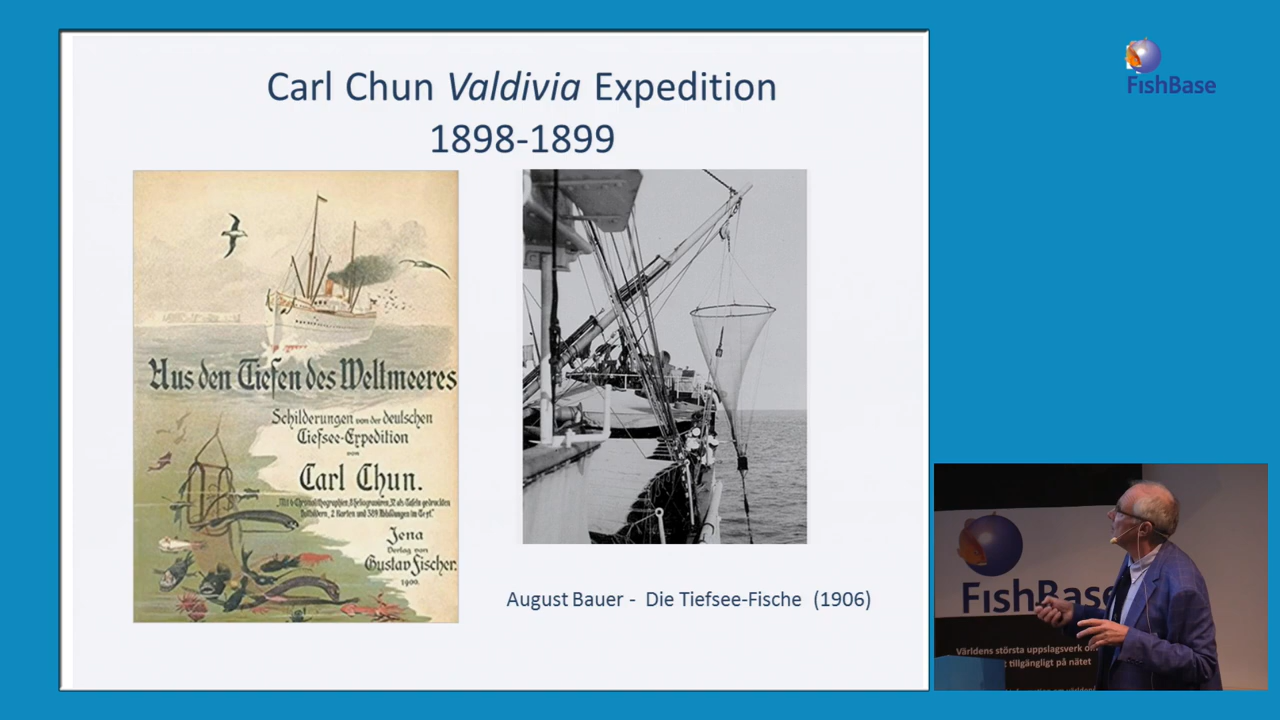 Carl Chun Valdivia Expedition
1898-1899
Aus den Tiefen des Weltmeeres
Schilderungen von der deutschen
Tiefsee-Expedition
von
Carl Chun.
Jena
Verlag von
Gustav Fischer.
1900.
August Bauer - Die Tiefsee-Fische (1906)
FishBase
FishBase
Världens största uppslagsverk
tillgängligt på nätet